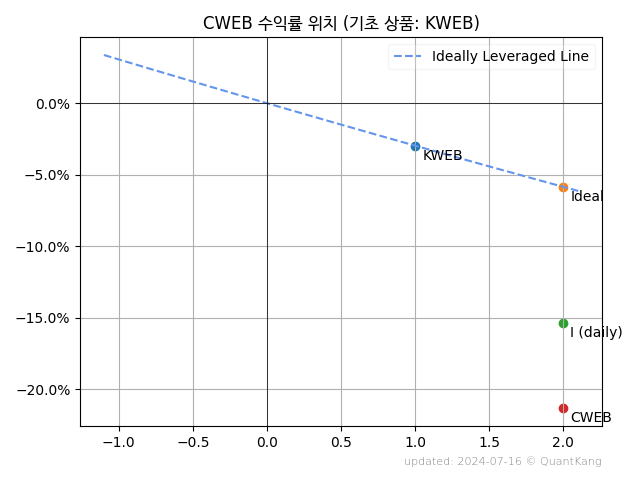 CWEB 수익률 위치 (기초 상품: KWEB)
Ideally Leveraged Line
0.0%
−5.0%
−10.0%
−15.0%
−20.0%
KWEB
Ideal
I (daily)
CWEB
−1.0 −0.5 0.0 0.5 1.0 1.5 2.0
updated: 2024-07-16 © QuantKang